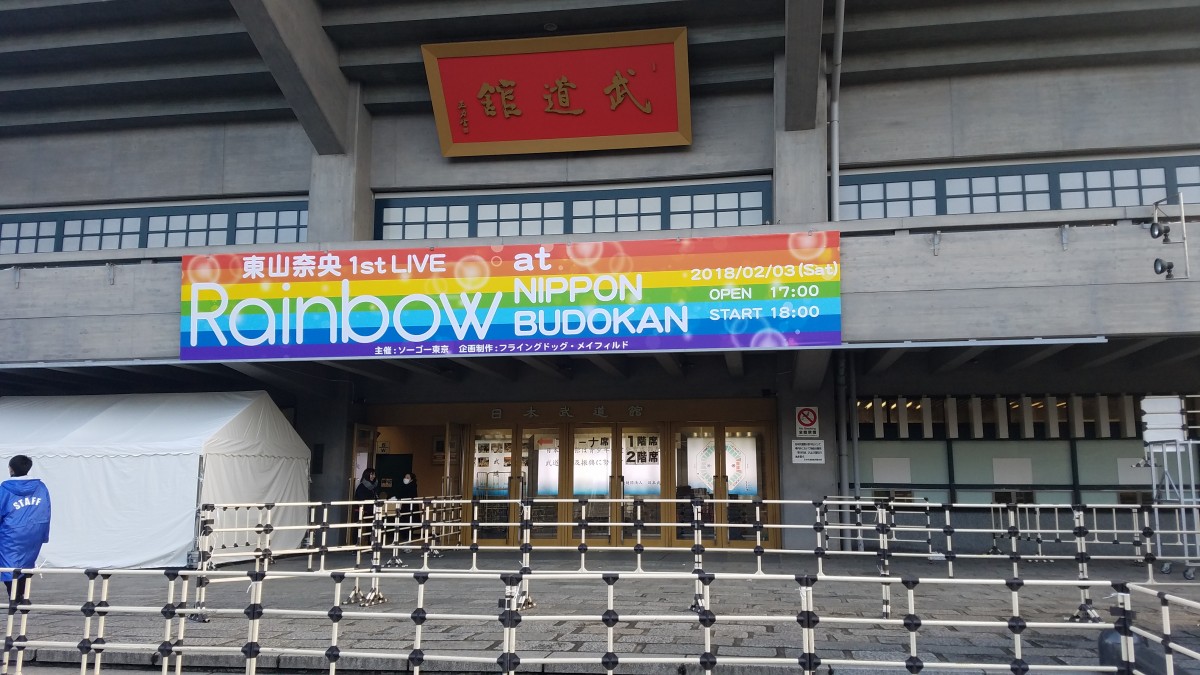 武道館
東山奈央 1st LIVE
Rainbow
at
NIPPON
BUDOKAN
2018/02/03(Sat)
OPEN 17:00
START 18:00
主催:ソーゴー東京 企画制作:フライングドッグ・メイフィルド
日本武道館
1階席
2階席
STAFF